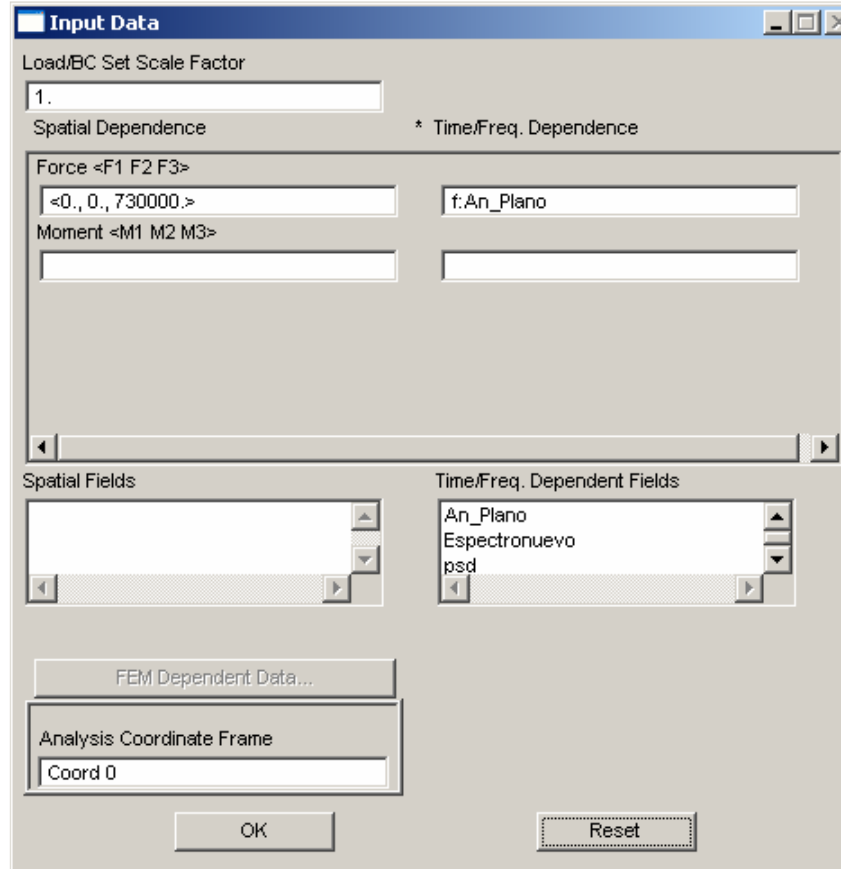 Input Data
Load/BC Set Scale Factor
1.
Spatial Dependence * Time/Freq. Dependence
Force <F1 F2 F3>
<0., 0., 730000.> f:An_Plano
Moment <M1 M2 M3>
Spatial Fields Time/Freq. Dependent Fields
An_Plano
Espectronuevo
psd
FEM Dependent Data...
Analysis Coordinate Frame
Coord 0
OK Reset